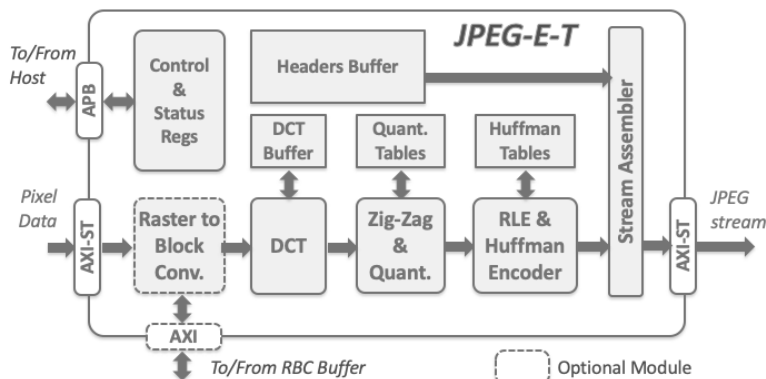 JPEG-E-T
To/From
Host
APB
Control
&
Status
Regs
Headers Buffer
DCT
Buffer
Quant.
Tables
Huffman
Tables
Stream Assembler
Pixel
Data
AXI-ST
Raster to
Block
Conv.
DCT
Zig-Zag
&
Quant.
RLE &
Huffman
Encoder
AXI-ST
JPEG
stream
AXI
To/From RBC Buffer
Optional Module